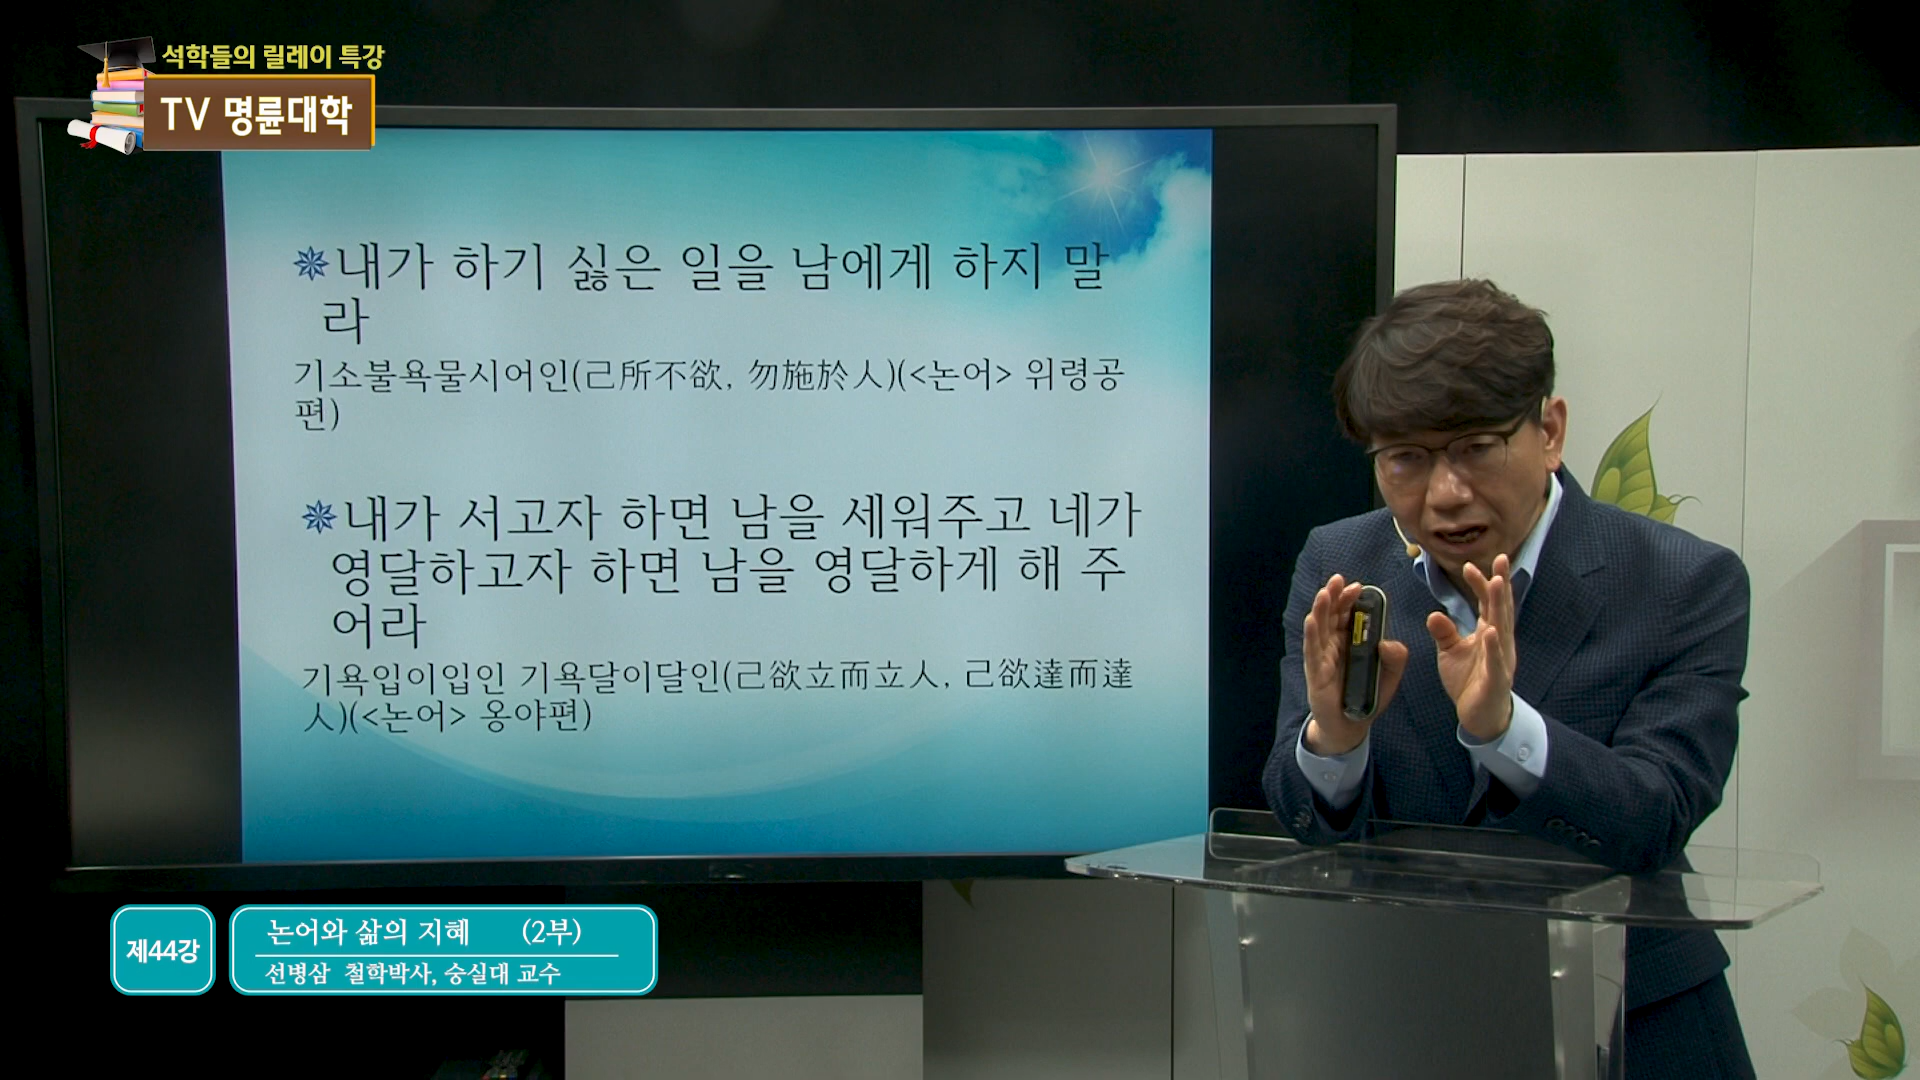 석학들의 릴레이 특강
TV 명륜대학
내가 하기 싫은 일을 남에게 하지 말
라
기소불욕물시어인(己所不欲, 勿施於人)(<논어> 위령공
편)
내가 서고자 하면 남을 세워주고 네가
영달하고자 하면 남을 영달하게 해 주
어라
기욕입이입인 기욕달이달인(己欲立而立人, 己欲達而達
人)(<논어> 옹야편)
제44강
논어와 삶의 지혜 (2부)
선병삼 철학박사, 숭실대 교수